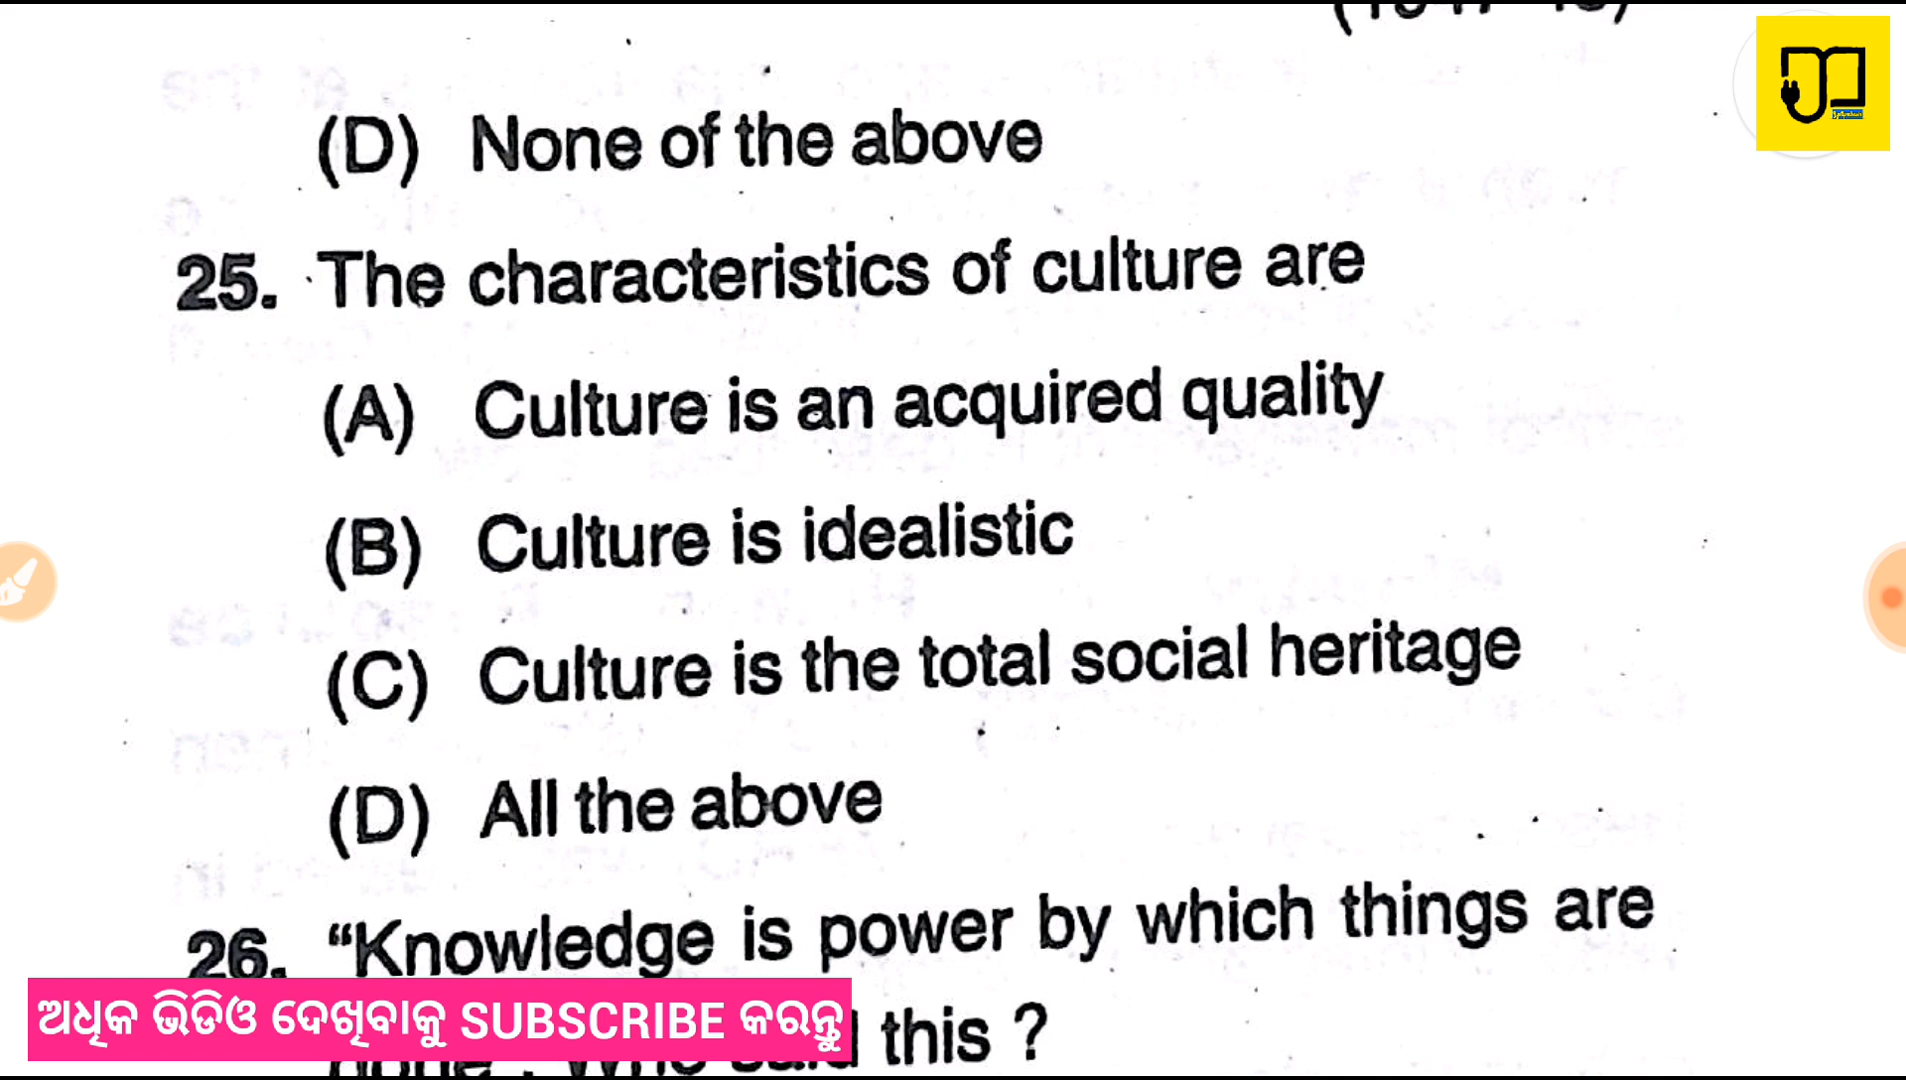 (D) None of the above
25. The characteristics of culture are
(A) Culture is an acquired quality
(B) Culture is idealistic
(C) Culture is the total social heritage
(D) All the above
26. “Knowledge is power by which things are
this ?
ଅଧିକ ଭିଡିଓ ଦେଖିବାକୁ SUBSCRIBE କରନ୍ତୁ